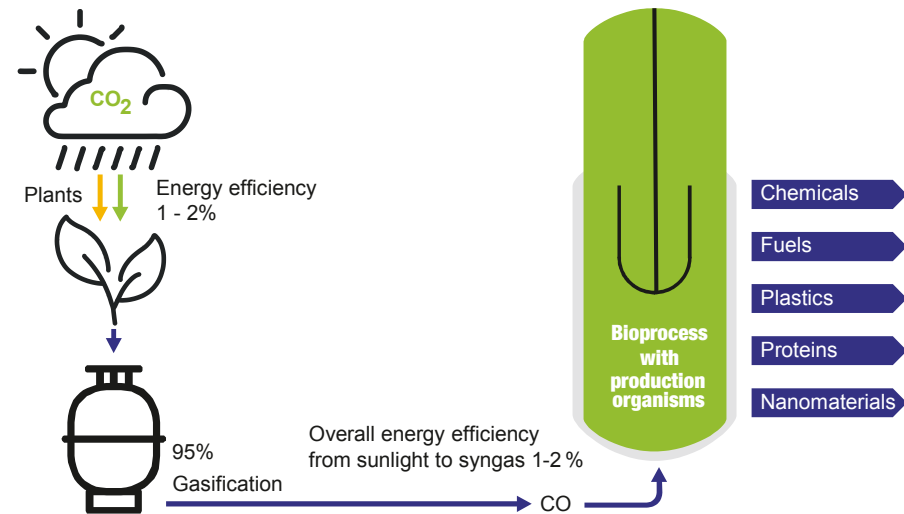 CO2
Plants
Energy efficiency
1 - 2%
95%
Gasification
Overall energy efficiency
from sunlight to syngas 1-2 %
CO
Bioprocess
with
production
organisms
Chemicals
Fuels
Plastics
Proteins
Nanomaterials